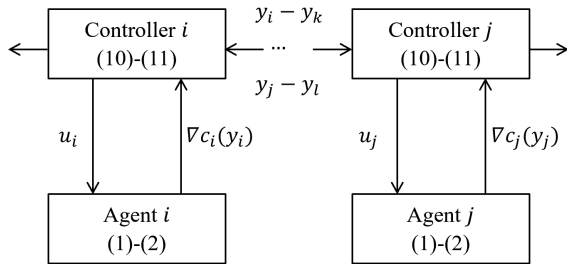 Controller i
(10)-(11)
y_i − y_k
...
y_j − y_l
Controller j
(10)-(11)
u_i
∇c_i(y_i)
u_j
∇c_j(y_j)
Agent i
(1)-(2)
Agent j
(1)-(2)